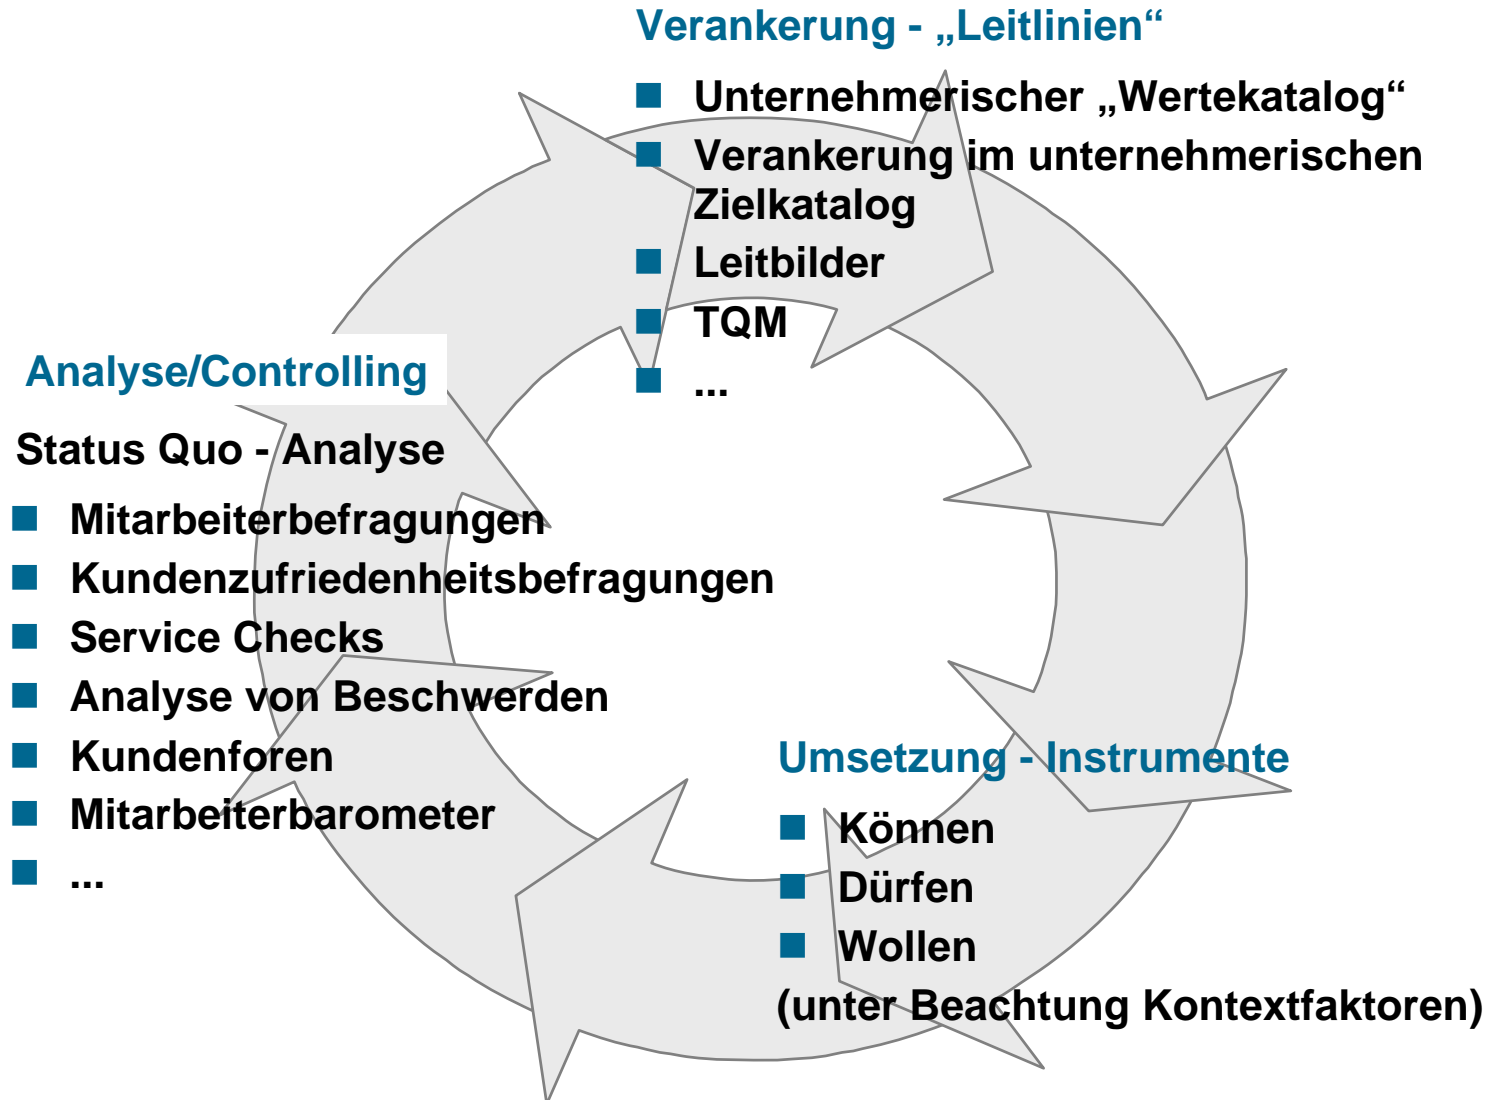 Verankerung - „Leitlinien“
Unternehmerischer „Wertekatalog“
Verankerung im unternehmerischen
Zielkatalog
Leitbilder
TQM
...
Analyse/Controlling
Status Quo - Analyse
Mitarbeiterbefragungen
Kundenzufriedenheitsbefragungen
Service Checks
Analyse von Beschwerden
Kundenforen
Mitarbeiterbarometer
...
Umsetzung - Instrumente
Können
Dürfen
Wollen
(unter Beachtung Kontextfaktoren)